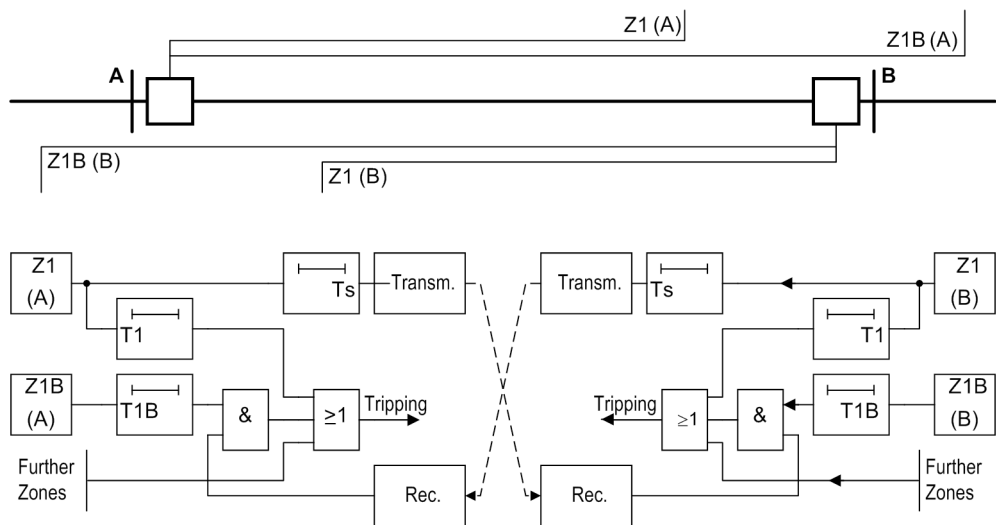 Z1 (A)
Z1B (A)
A
B
Z1B (B)
Z1 (B)
Z1
(A)
Ts
Transm.
Transm.
Ts
Z1
(B)
T1
T1
Z1B
(A)
T1B
&
≥1
Tripping
Tripping
≥1
&
T1B
Z1B
(B)
Further
Zones
Rec.
Rec.
Further
Zones